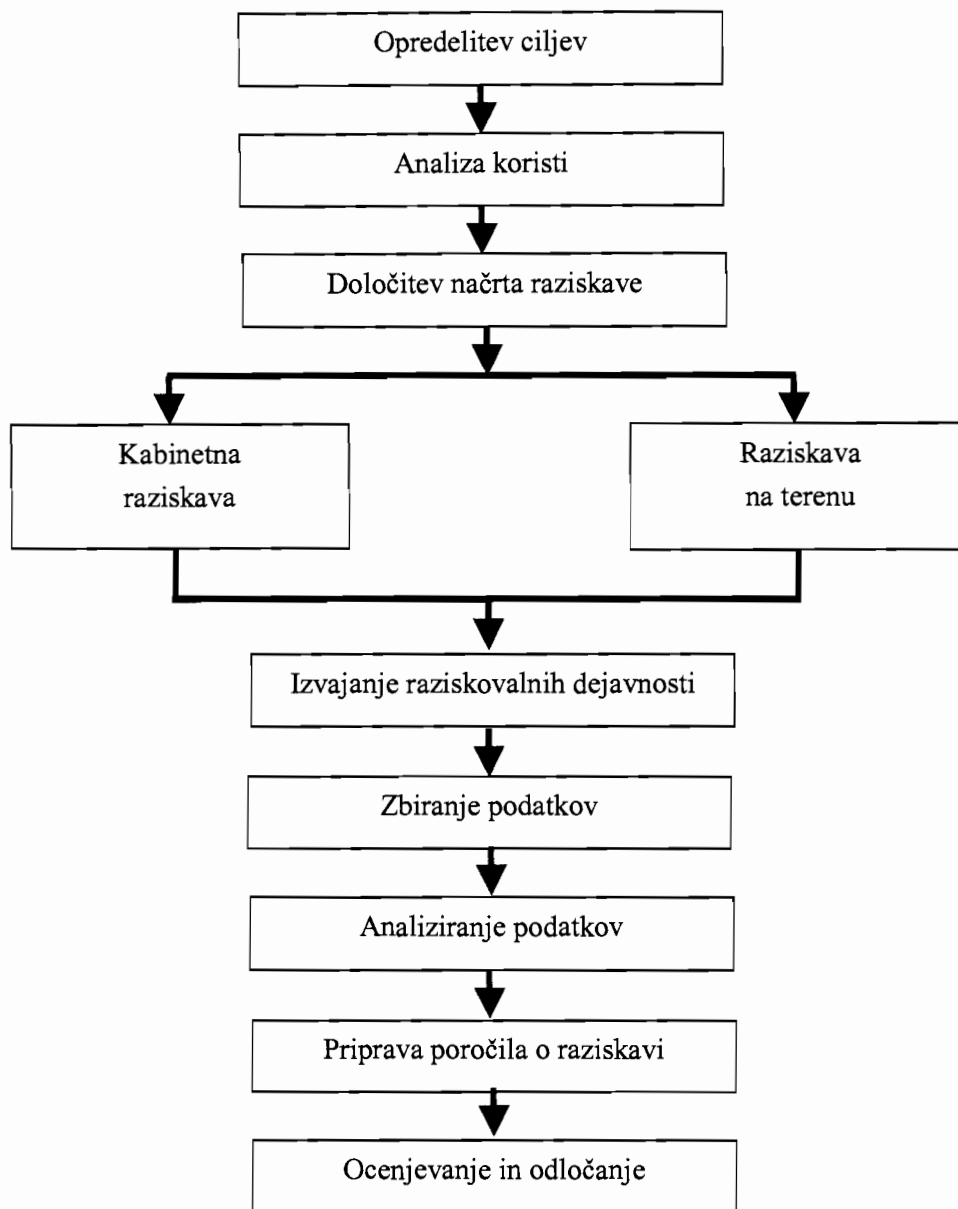 Opredelitev ciljev
Analiza koristi
Določitev načrta raziskave
Kabinetna
raziskava
Raziskava
na terenu
Izvajanje raziskovalnih dejavnosti
Zbiranje podatkov
Analiziranje podatkov
Priprava poročila o raziskavi
Ocenjevanje in odločanje